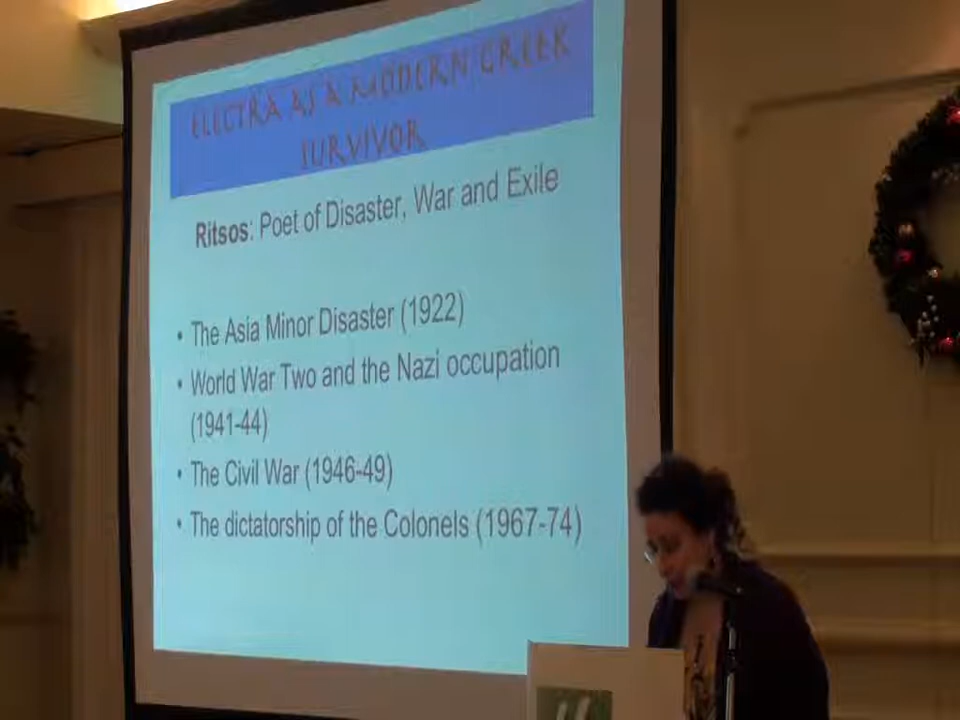 ELECTRA AS A MODERN GREEK
SURVIVOR
Ritsos: Poet of Disaster, War and Exile
• The Asia Minor Disaster (1922)
• World War Two and the Nazi occupation
(1941-44)
• The Civil War (1946-49)
• The dictatorship of the Colonels (1967-74)